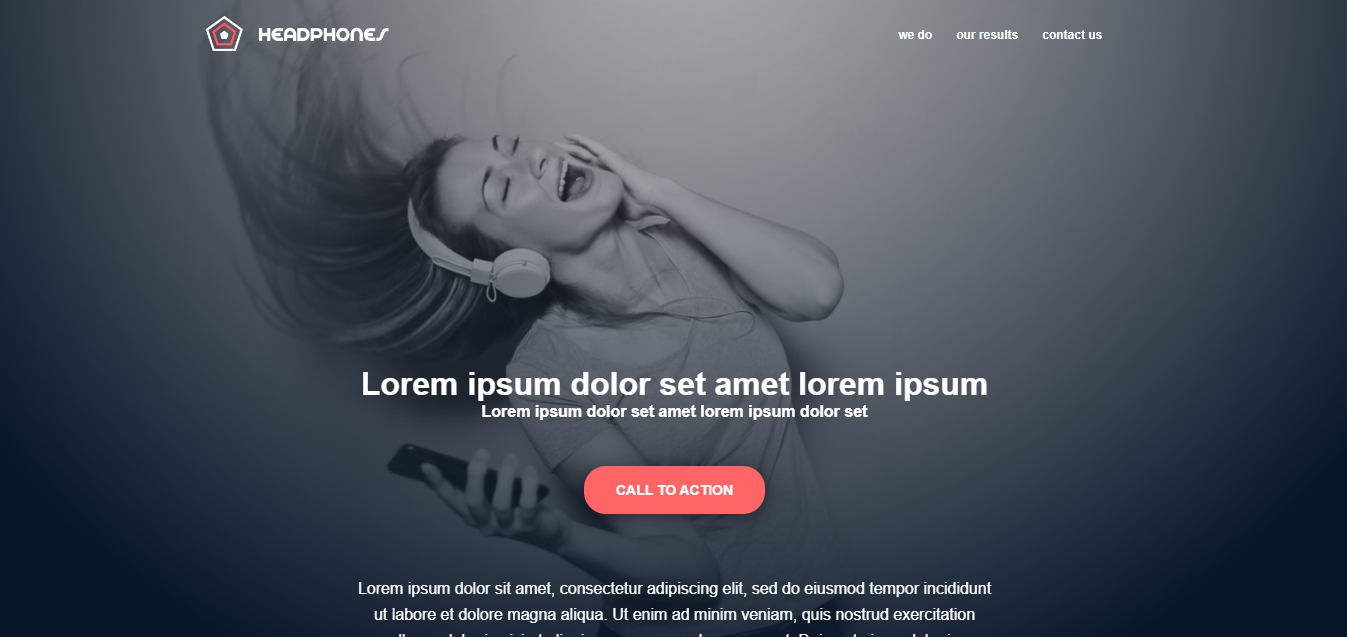 HEADPHONES
we do
our results
contact us
Lorem ipsum dolor set amet lorem ipsum
Lorem ipsum dolor set amet lorem ipsum dolor set
CALL TO ACTION
Lorem ipsum dolor sit amet, consectetur adipiscing elit, sed do eiusmod tempor incididunt
ut labore et dolore magna aliqua. Ut enim ad minim veniam, quis nostrud exercitation